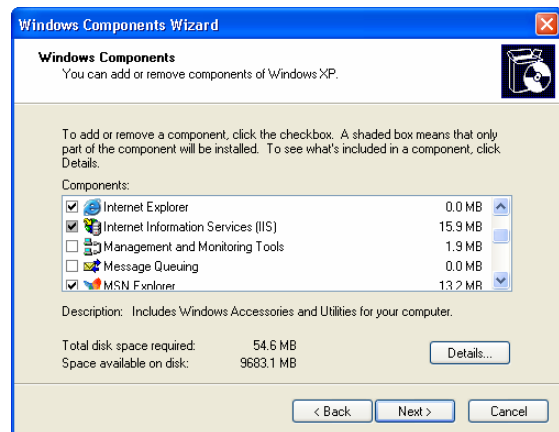 Windows Components Wizard
Windows Components
You can add or remove components of Windows XP.
To add or remove a component, click the checkbox. A shaded box means that only
part of the component will be installed. To see what's included in a component, click
Details.
Components:
Internet Explorer 0.0 MB
Internet Information Services (IIS) 15.9 MB
Management and Monitoring Tools 1.9 MB
Message Queuing 0.0 MB
MSN Explorer 13.2 MB
Description: Includes Windows Accessories and Utilities for your computer.
Total disk space required: 54.6 MB
Space available on disk: 9683.1 MB
Details...
< Back Next > Cancel